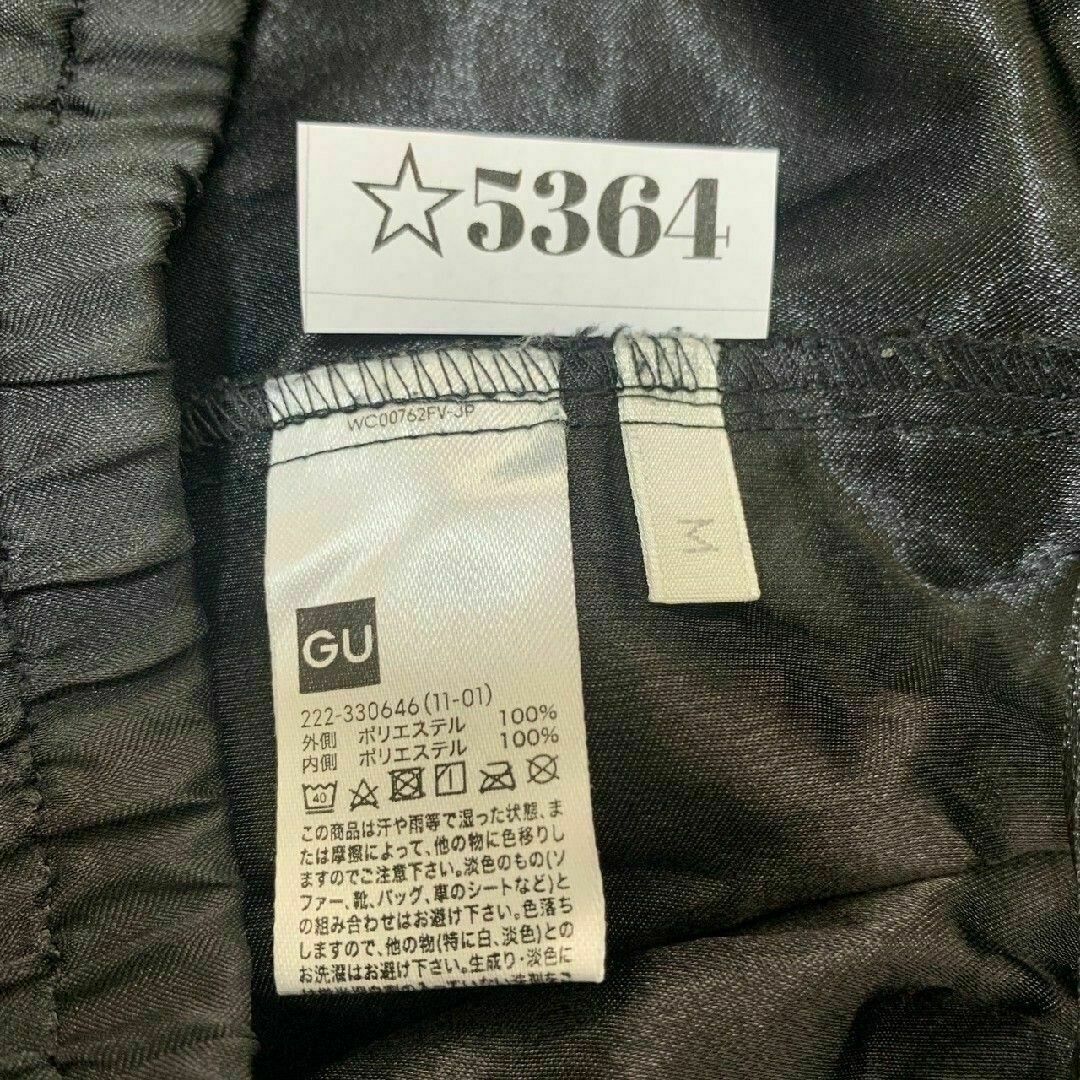 ☆5364
WC00762FV-JP
M
GU
222-330646(11-01)
外側 ポリエステル 100%
内側 ポリエステル 100%
40
この商品は汗や雨等で湿った状態、ま
たは摩擦によって、他の物に色移りし
ますのでご注意下さい。淡色のもの(ソ
ファー、靴、バッグ、車のシートなど)と
の組み合わせはお避け下さい。色落ち
しますので、他の物(特に白、淡色)との
お洗濯はお避け下さい。生成り・淡色に